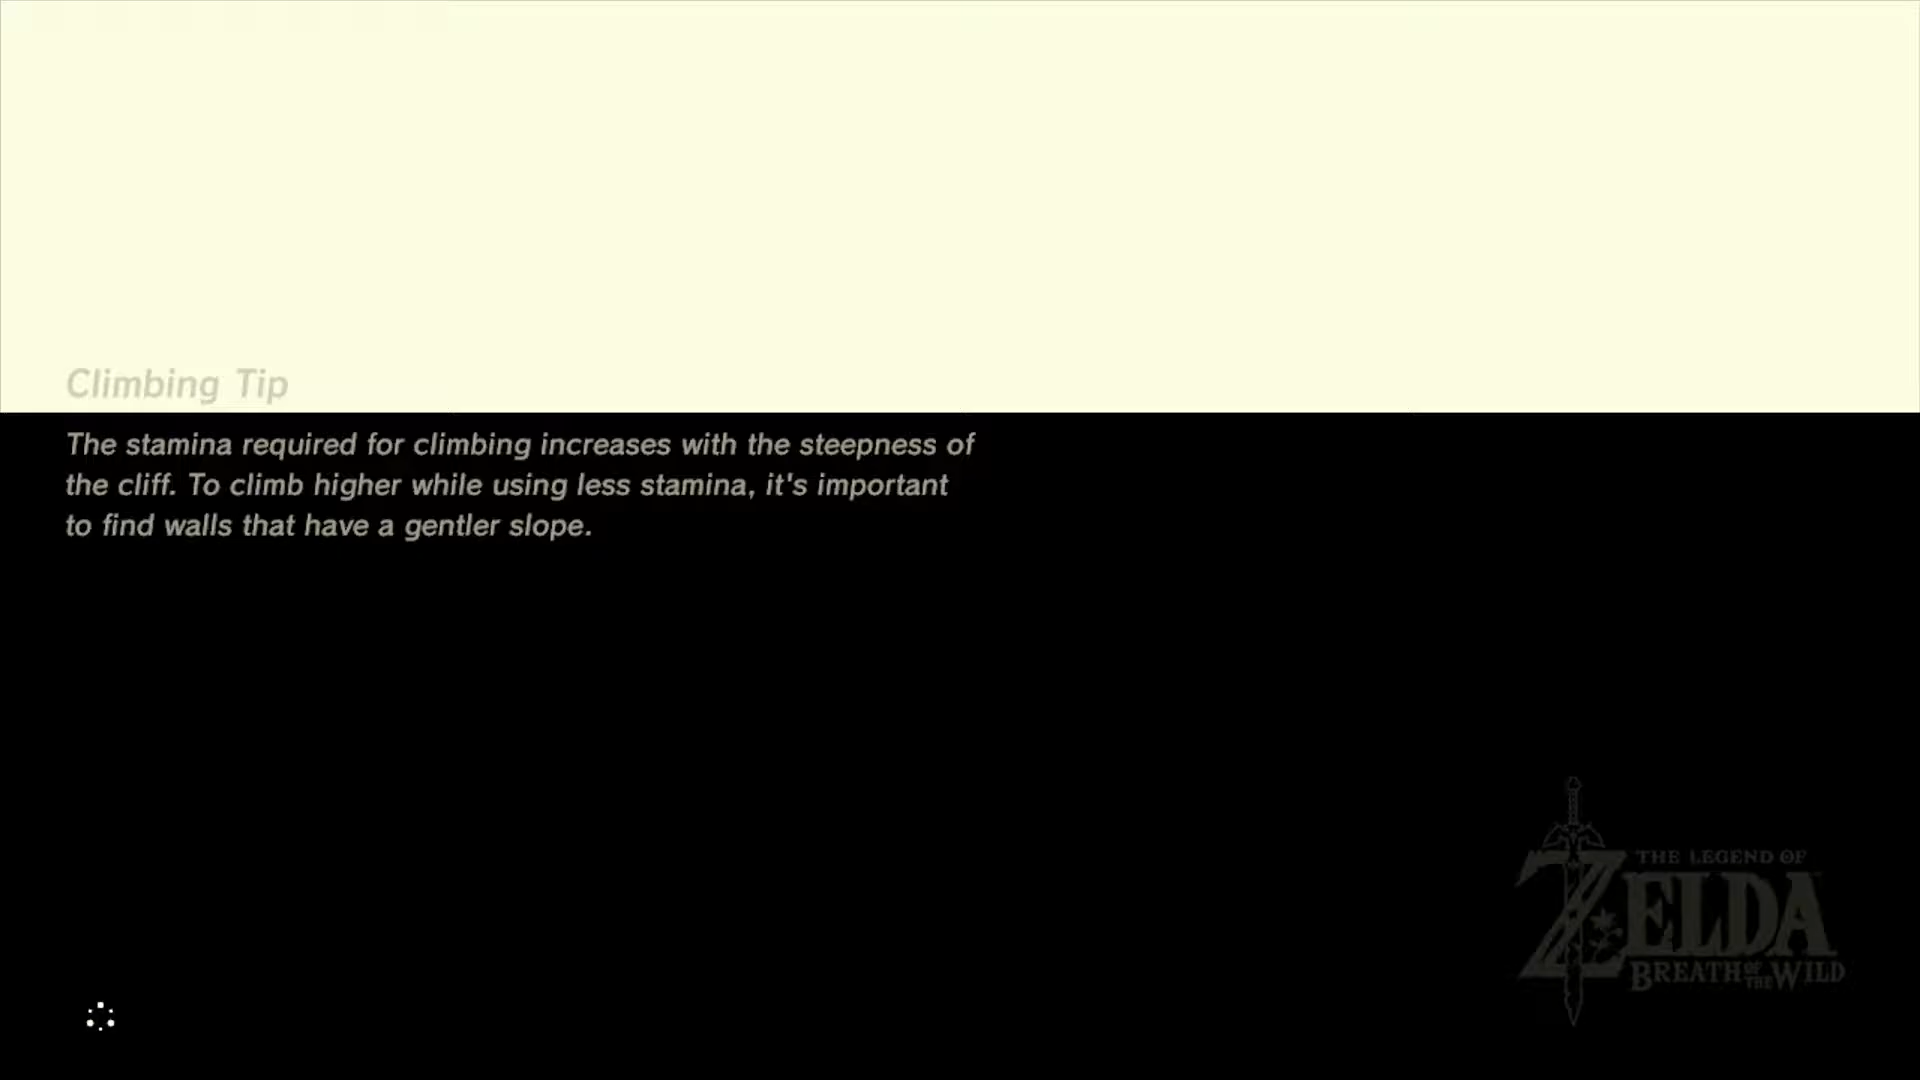 Climbing Tip
The stamina required for climbing increases with the steepness of
the cliff. To climb higher while using less stamina, it's important
to find walls that have a gentler slope.
THE LEGEND OF
ZELDA
BREATH OF THE WILD